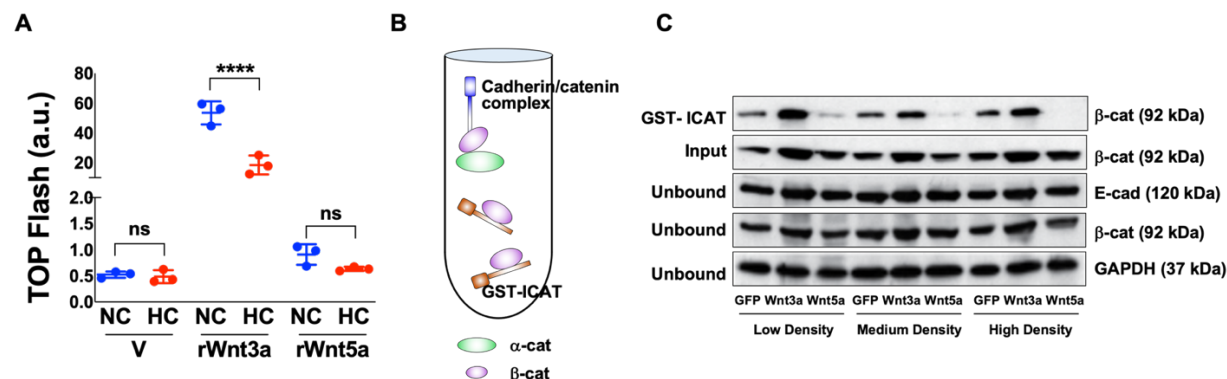 A
TOP Flash (a.u.)
80
60
40
20
2.0
1.5
1.0
0.5
0.0
****
ns
ns
NC HC NC HC NC HC
V rWnt3a rWnt5a
B
Cadherin/catenin
complex
GST-ICAT
α-cat
β-cat
C
GST- ICAT β-cat (92 kDa)
Input β-cat (92 kDa)
Unbound E-cad (120 kDa)
Unbound β-cat (92 kDa)
Unbound GAPDH (37 kDa)
GFP Wnt3a Wnt5a GFP Wnt3a Wnt5a GFP Wnt3a Wnt5a
Low Density Medium Density High Density